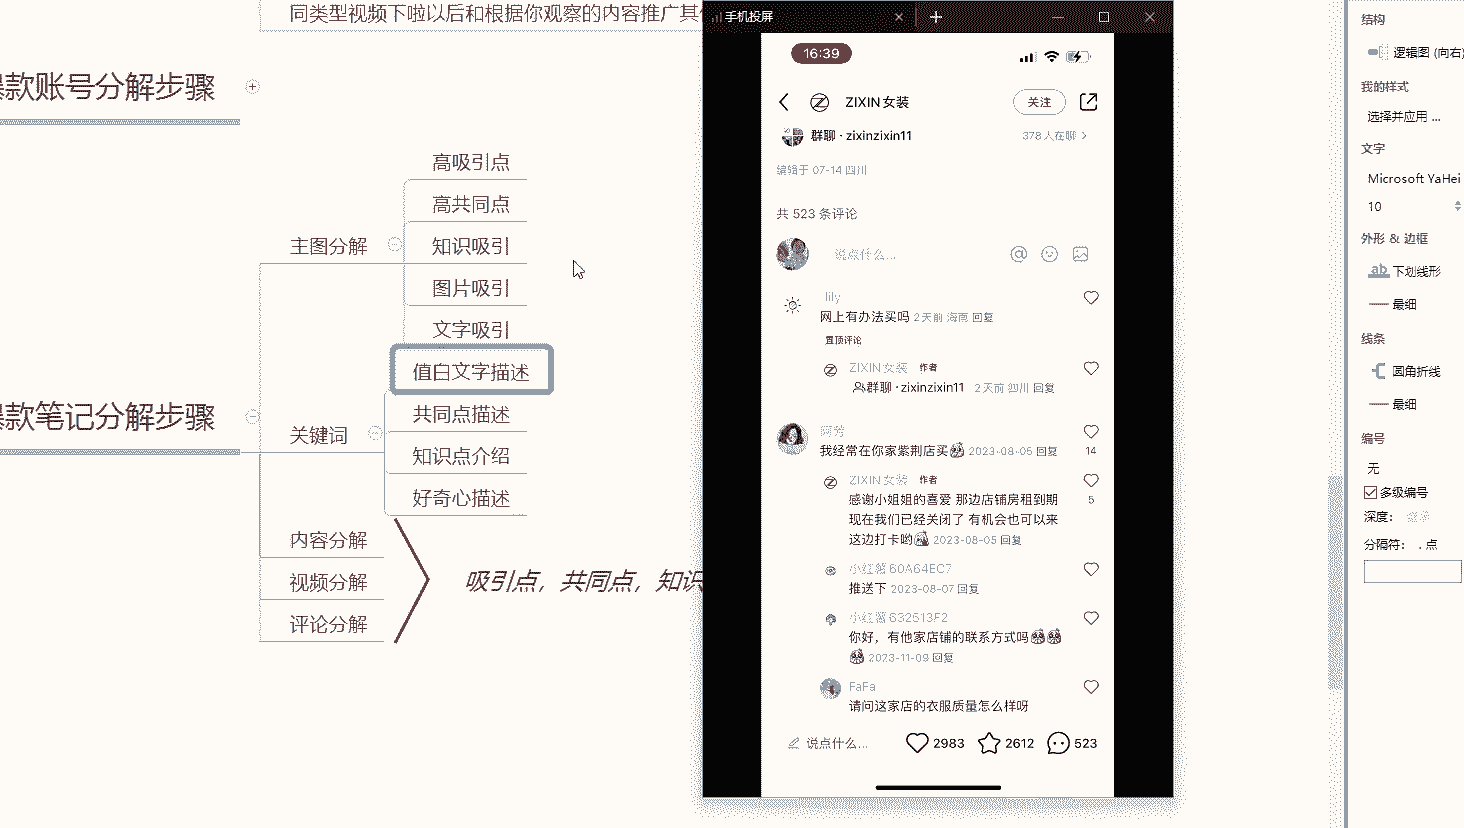 同类型视频下啦以后和根据你观察的内容推广其
款账号分解步骤
高吸引点
高共同点
主图分解
知识吸引
图片吸引
文字吸引
值白文字描述
款笔记分解步骤
关键词
共同点描述
知识点介绍
好奇心描述
内容分解
视频分解
评论分解
吸引点，共同点，知识
手机投屏
16:39
ZIXIN女装
关注
群聊 · zixinzixin11
378人在聊
编辑于 07-14 四川
共 523 条评论
说点什么...
lily
网上有办法买吗 2天前 海南 回复
置顶评论
ZIXIN女装 作者
群聊 · zixinzixin11 2天前 四川 回复
我经常在你家紫荆店买 2023-08-05 回复
14
ZIXIN女装 作者
感谢小姐姐的喜爱 那边店铺房租到期
现在我们已经关闭了 有机会也可以来
这边打卡哟 2023-08-05 回复
5
小红薯60A64EC7
推送下 2023-08-07 回复
小红薯632513F2
你好，有他家店铺的联系方式吗
2023-11-09 回复
FaFa
请问这家店的衣服质量怎么样呀
说点什么...
2983
2612
523
结构
逻辑图 (向右)
我的样式
选择并应用 ...
文字
Microsoft YaHei
10
外形 & 边框
下划线形
最细
线条
圆角折线
最细
编号
无
多级编号
深度：
分隔符： . 点